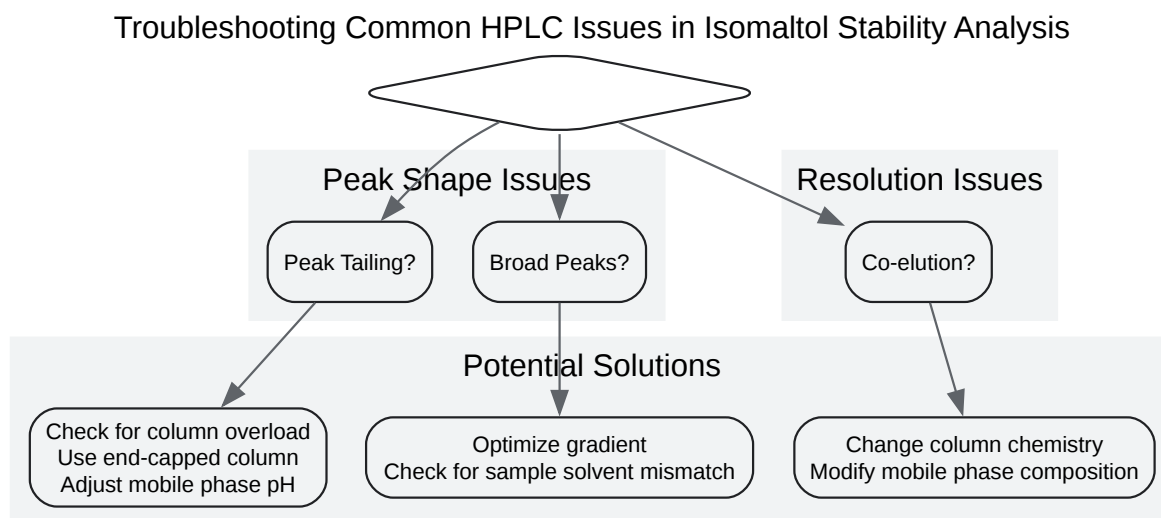 Troubleshooting Common HPLC Issues in Isomaltol Stability Analysis
Peak Shape Issues
Resolution Issues
Peak Tailing?
Broad Peaks?
Co-elution?
Potential Solutions
Check for column overload
Use end-capped column
Adjust mobile phase pH
Optimize gradient
Check for sample solvent mismatch
Change column chemistry
Modify mobile phase composition